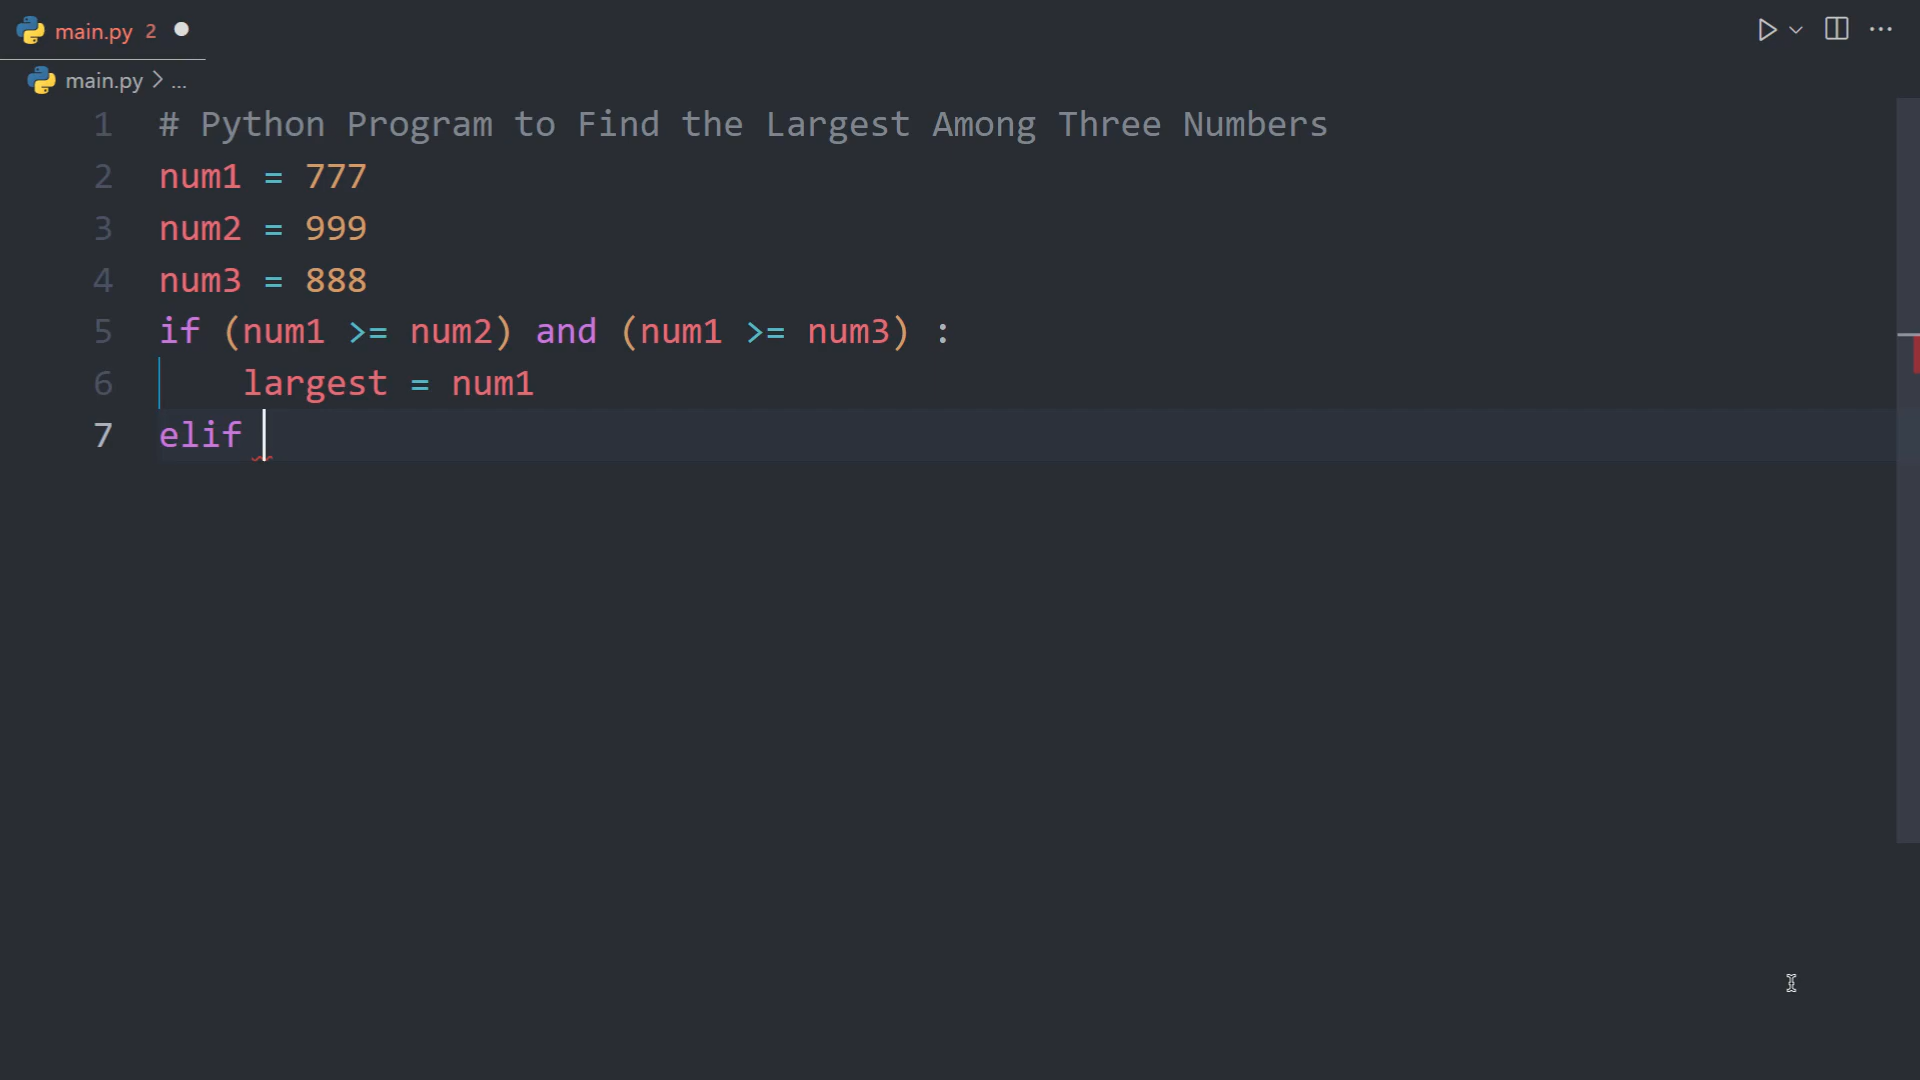 main.py 2
main.py > ...
1 # Python Program to Find the Largest Among Three Numbers
2 num1 = 777
3 num2 = 999
4 num3 = 888
5 if (num1 >= num2) and (num1 >= num3) :
6     largest = num1
7 elif